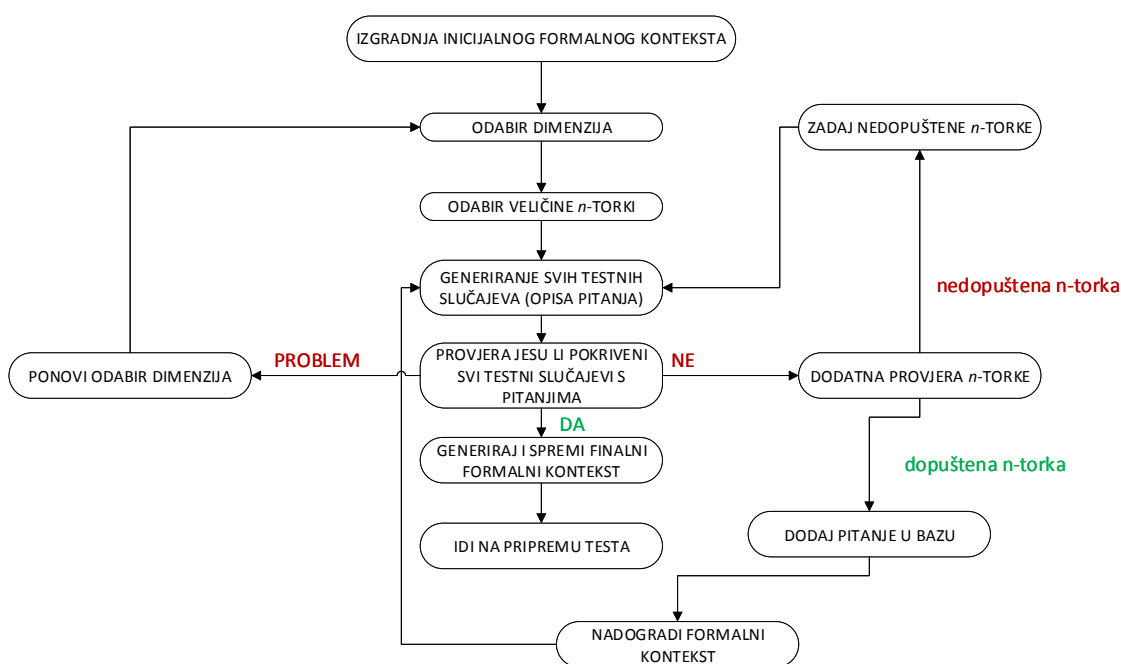 IZGRADNJA INICIJALNOG FORMALNOG KONTEKSTA
ODABIR DIMENZIJA
ZADAJ NEDOPUŠTENE n-TORKE
ODABIR VELIČINE n-TORKI
GENERIRANJE SVIH TESTNIH
SLUČAJEVA (OPISA PITANJA)
nedopuštena n-torka
PONOVI ODABIR DIMENZIJA
PROBLEM
PROVJERA JESU LI POKRIVENI
SVI TESTNI SLUČAJEVI S
PITANJIMA
NE
DODATNA PROVJERA n-TORKE
DA
GENERIRAJ I SPREMI FINALNI
FORMALNI KONTEKST
dopuštena n-torka
IDI NA PRIPREMU TESTA
DODAJ PITANJE U BAZU
NADOGRADI FORMALNI
KONTEKST